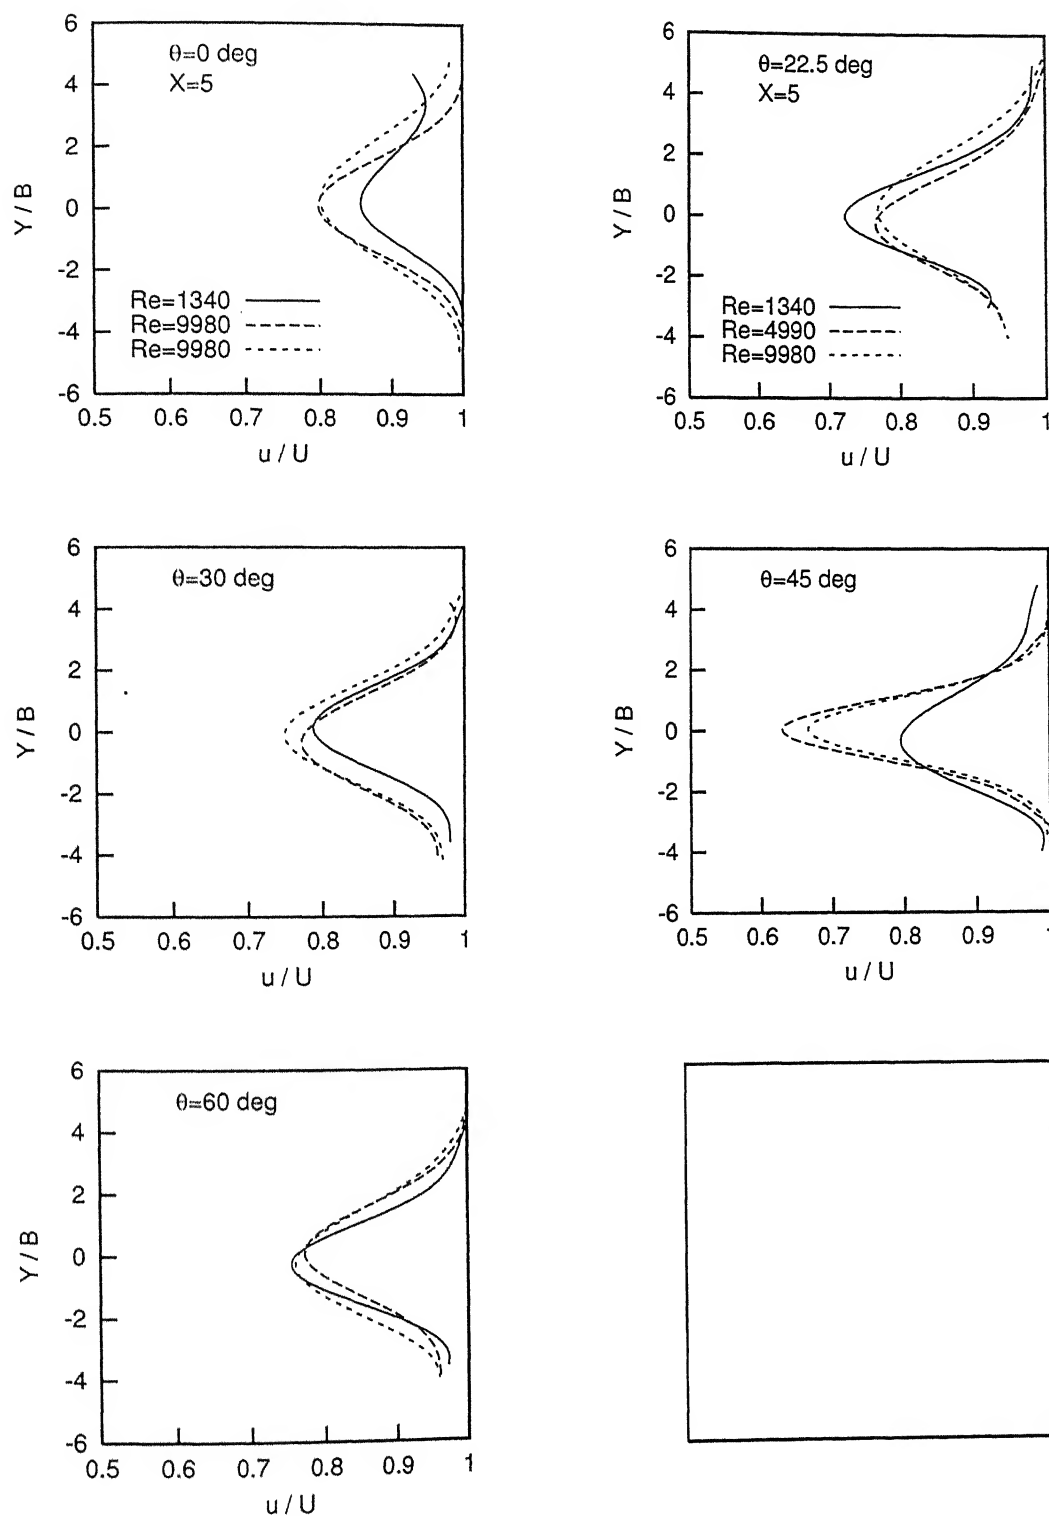 6
θ=0 deg
X=5
4
2
Y / B
0
-2
Re=1340
Re=9980
-4
Re=9980
-6
0.5 0.6 0.7 0.8 0.9 1
u / U
6
θ=22.5 deg
X=5
4
2
Y / B
0
-2
Re=1340
Re=4990
-4
Re=9980
-6
0.5 0.6 0.7 0.8 0.9 1
u / U
6
θ=30 deg
4
2
Y / B
0
-2
-4
-6
0.5 0.6 0.7 0.8 0.9 1
u / U
6
θ=45 deg
4
2
Y / B
0
-2
-4
-6
0.5 0.6 0.7 0.8 0.9 1
u / U
6
θ=60 deg
4
2
Y / B
0
-2
-4
-6
0.5 0.6 0.7 0.8 0.9 1
u / U